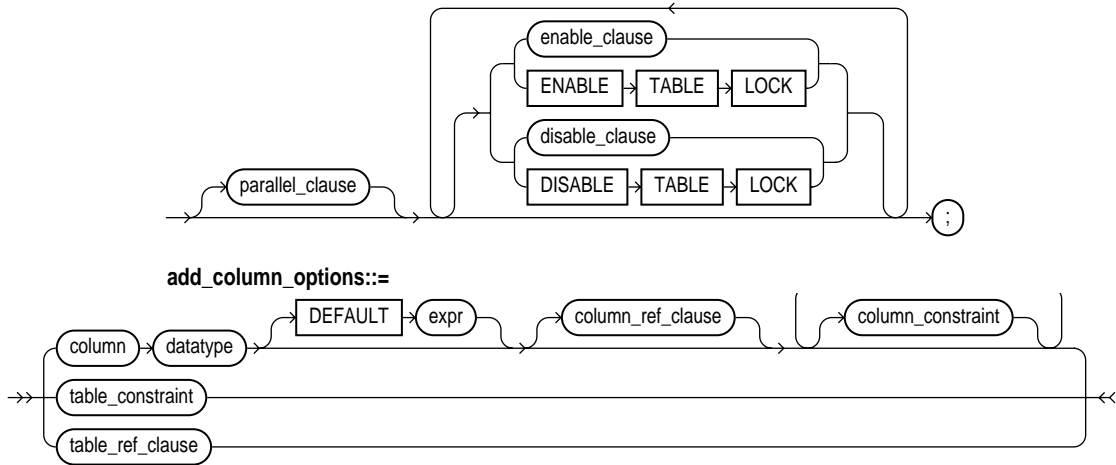 enable_clause
ENABLE TABLE LOCK
disable_clause
DISABLE TABLE LOCK
parallel_clause
;
add_column_options::=
DEFAULT expr column_ref_clause column_constraint
column datatype
table_constraint
table_ref_clause